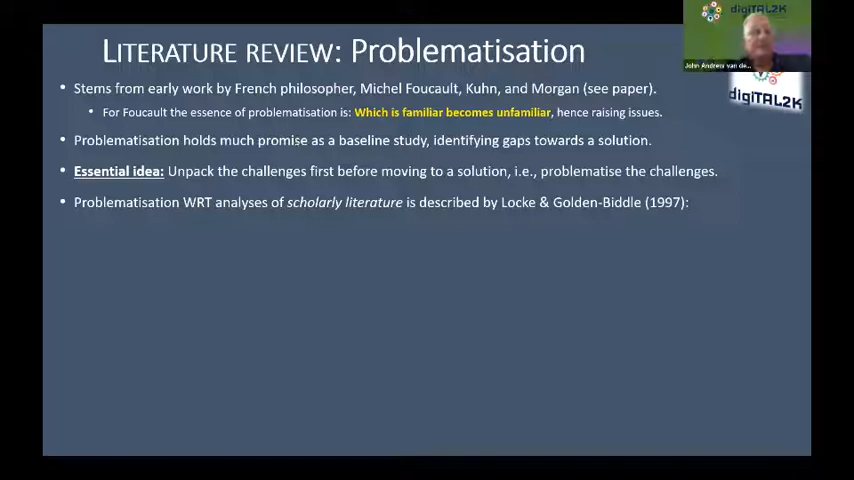 digiTAL2K
John Andrew van de...
digiTAL2K
LITERATURE REVIEW: Problematisation
• Stems from early work by French philosopher, Michel Foucault, Kuhn, and Morgan (see paper).
• For Foucault the essence of problematisation is: Which is familiar becomes unfamiliar, hence raising issues.
• Problematisation holds much promise as a baseline study, identifying gaps towards a solution.
• Essential idea: Unpack the challenges first before moving to a solution, i.e., problematise the challenges.
• Problematisation WRT analyses of scholarly literature is described by Locke & Golden-Biddle (1997):